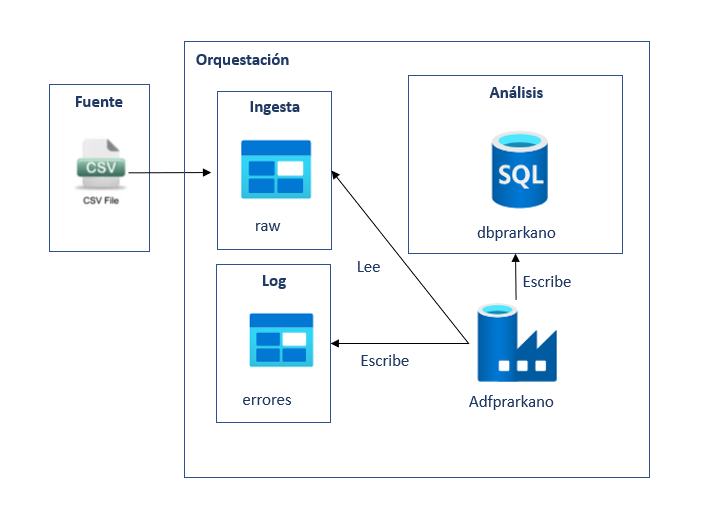 Orquestación
Fuente
CSV
CSV File
Ingesta
raw
Análisis
SQL
dbprarkano
Lee
Escribe
Log
errores
Escribe
Adfprarkano